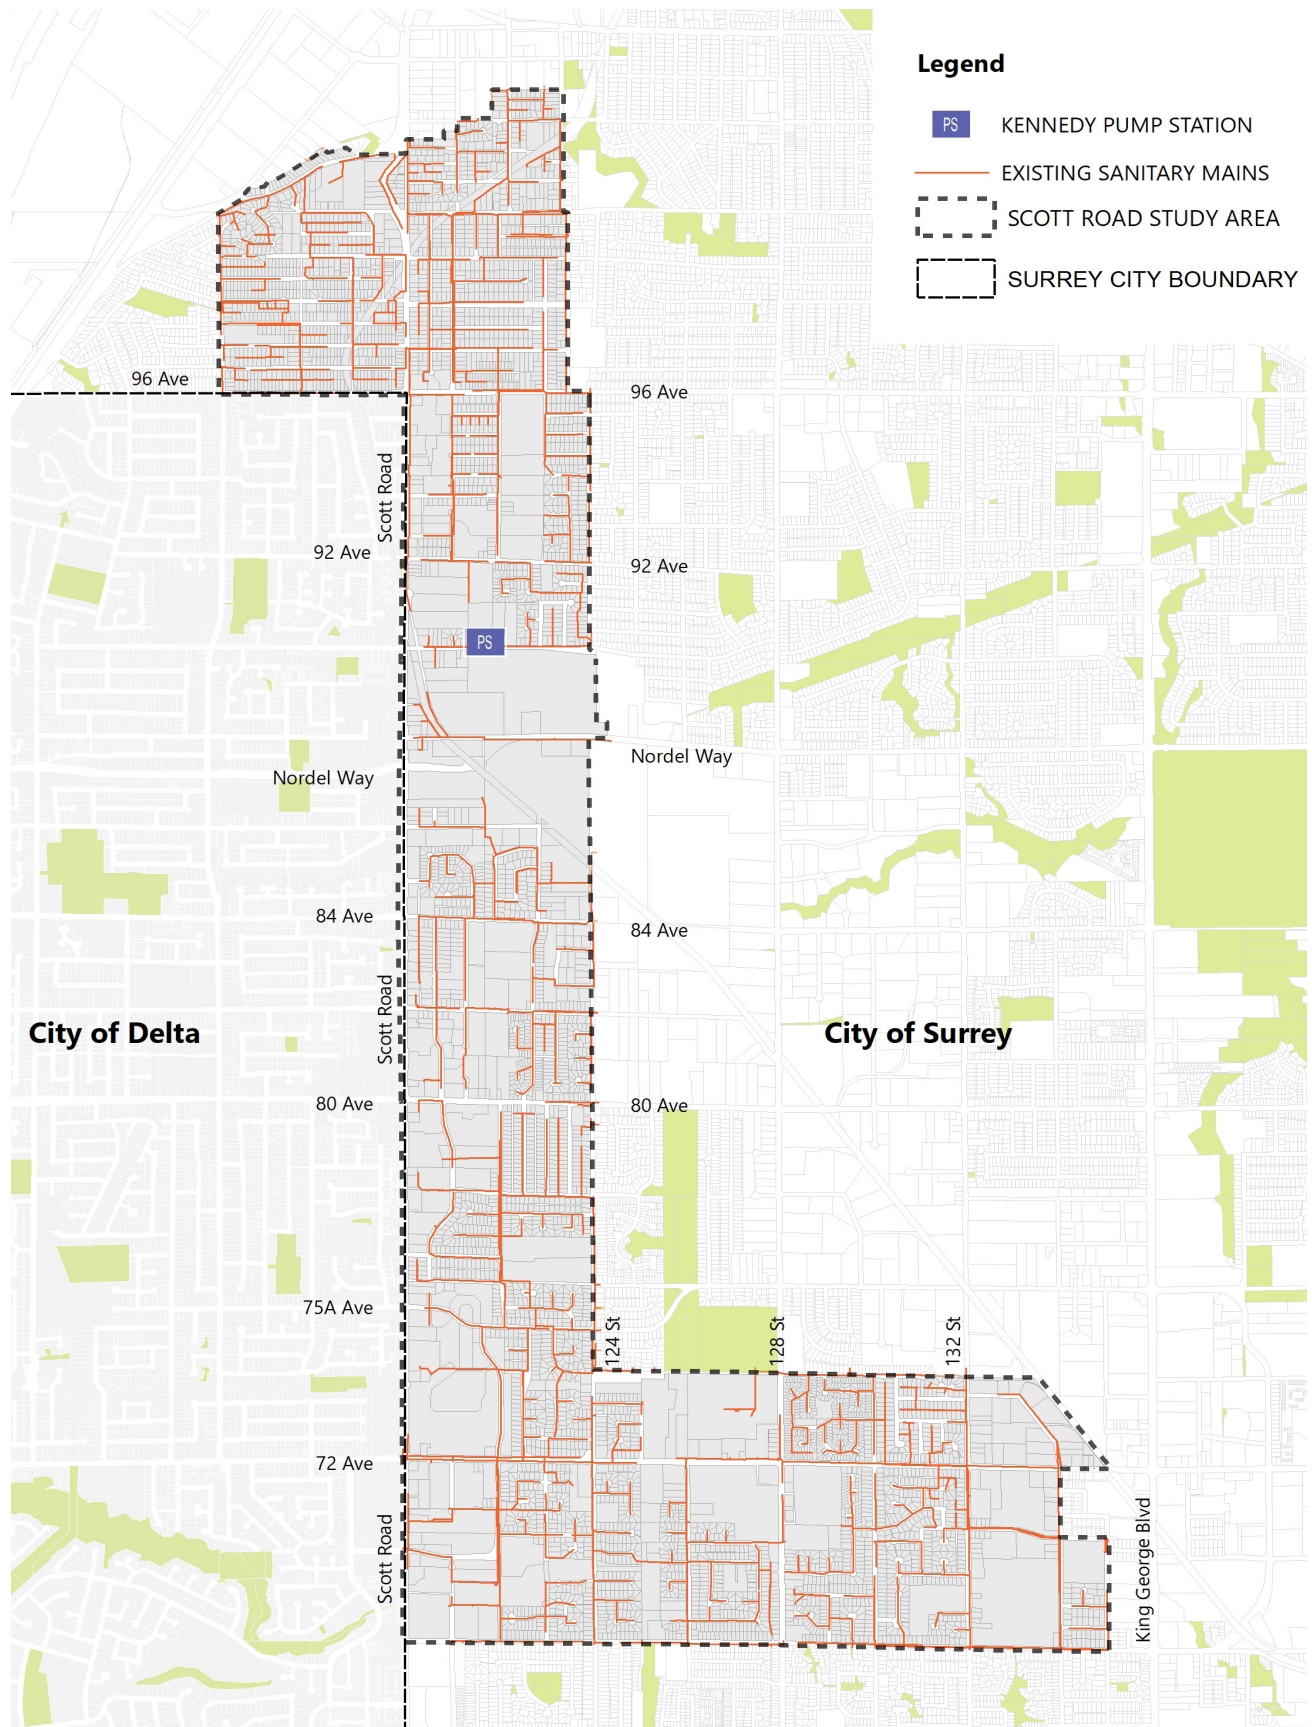 Legend
PS
KENNEDY PUMP STATION
EXISTING SANITARY MAINS
SCOTT ROAD STUDY AREA
SURREY CITY BOUNDARY
96 Ave
96 Ave
Scott Road
92 Ave
92 Ave
PS
Nordel Way
Nordel Way
84 Ave
84 Ave
Scott Road
City of Delta
City of Surrey
80 Ave
80 Ave
75A Ave
124 St
128 St
132 St
72 Ave
Scott Road
King George Blvd